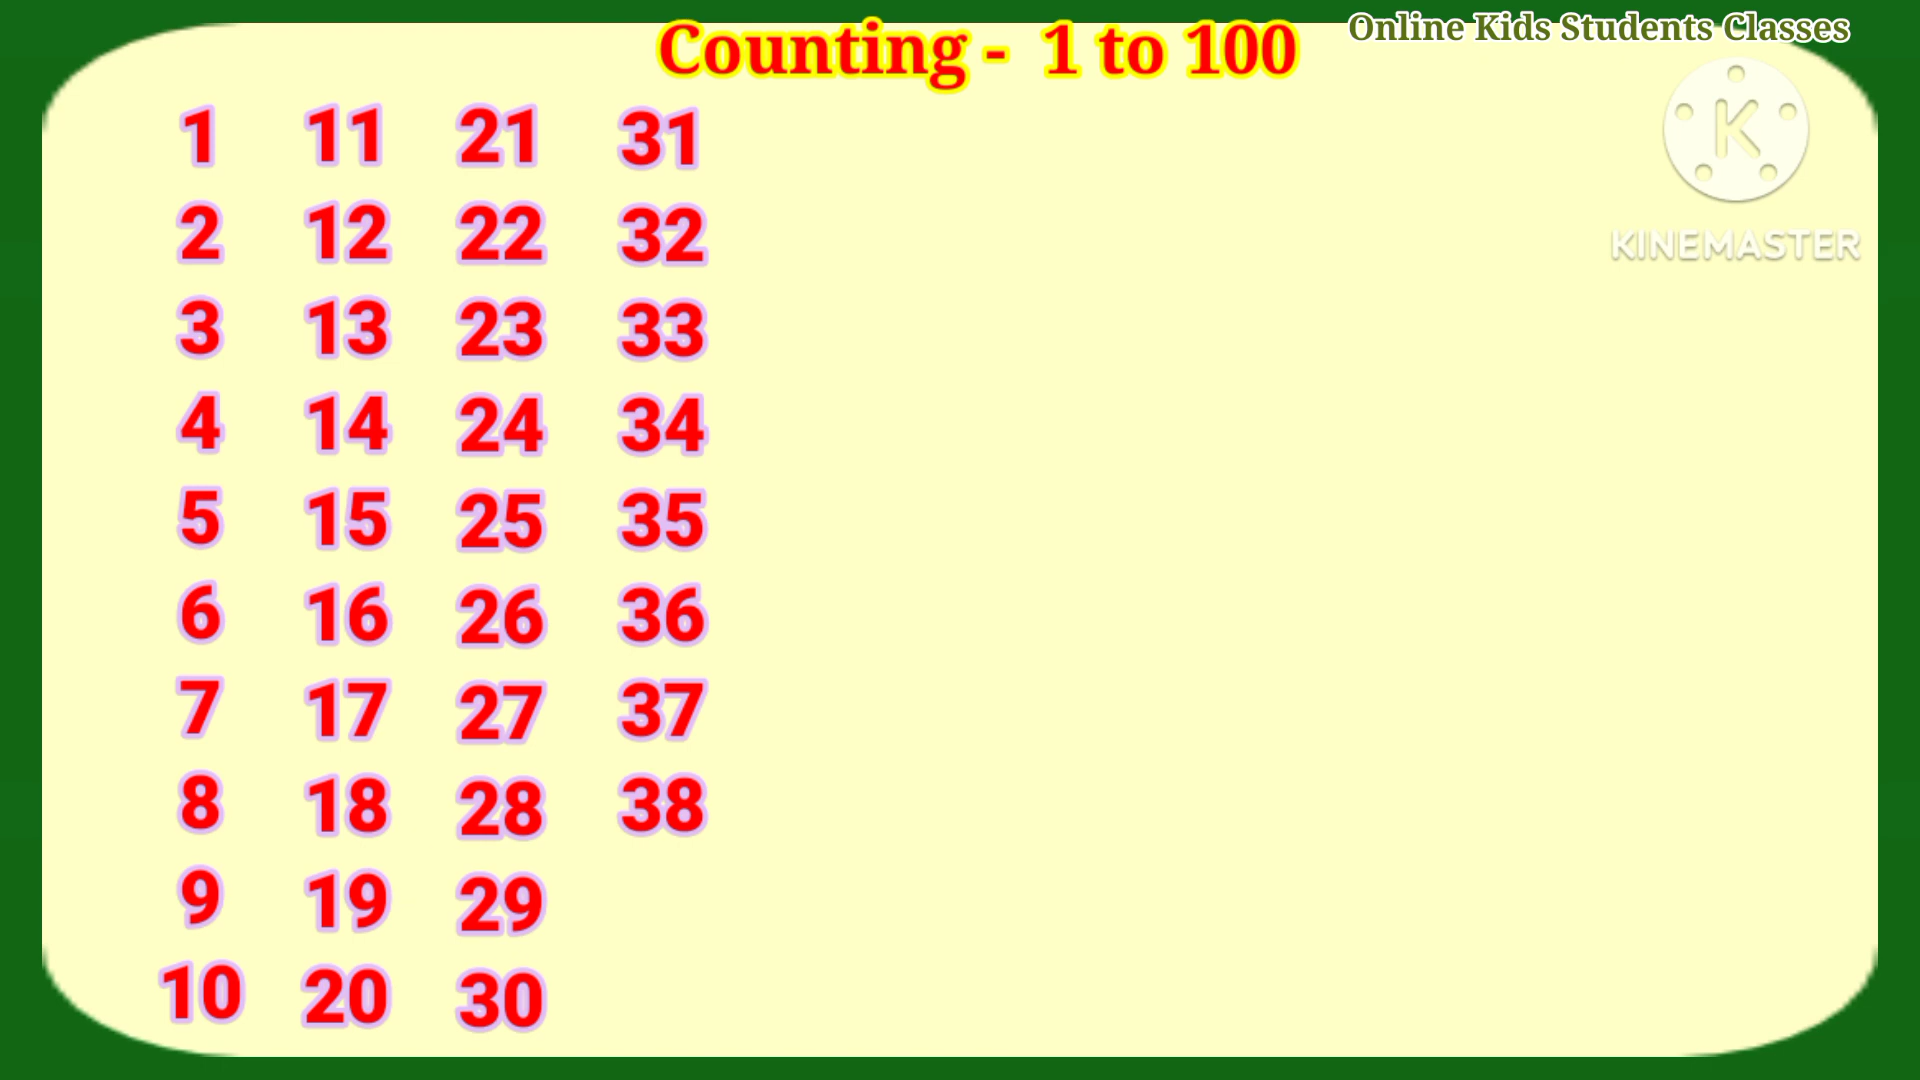 Online Kids Students Classes
Counting - 1 to 100
K
KINEMASTER
1 11 21 31
2 12 22 32
3 13 23 33
4 14 24 34
5 15 25 35
6 16 26 36
7 17 27 37
8 18 28 38
9 19 29
10 20 30